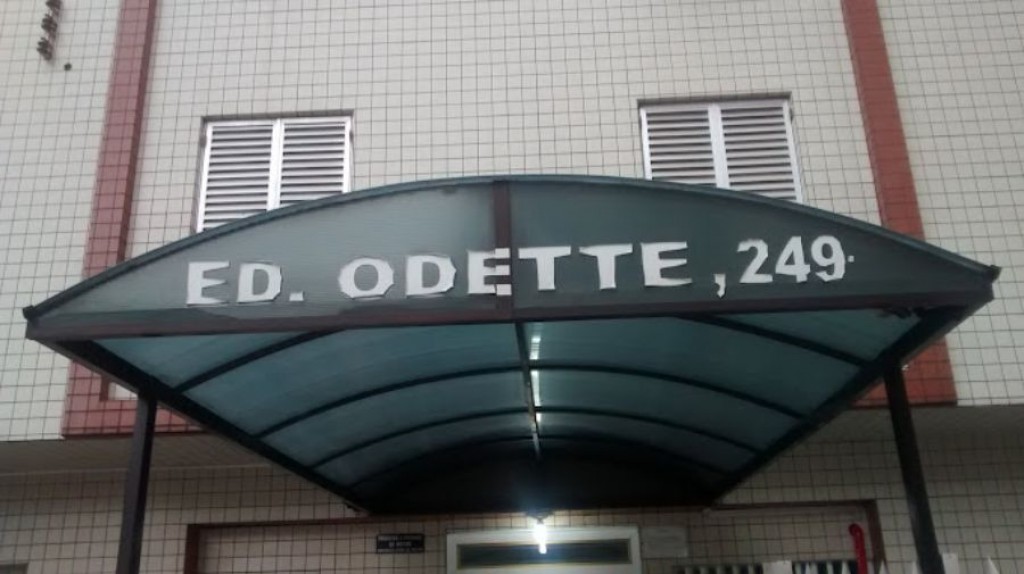 ED. ODETTE, 249.